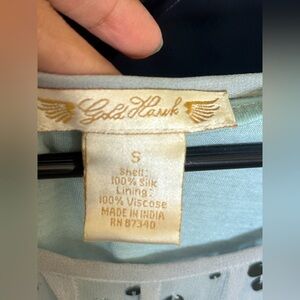 Gold Hawk
S
Shell:
100% Silk
Lining:
100% Viscose
MADE IN INDIA
RN 87340